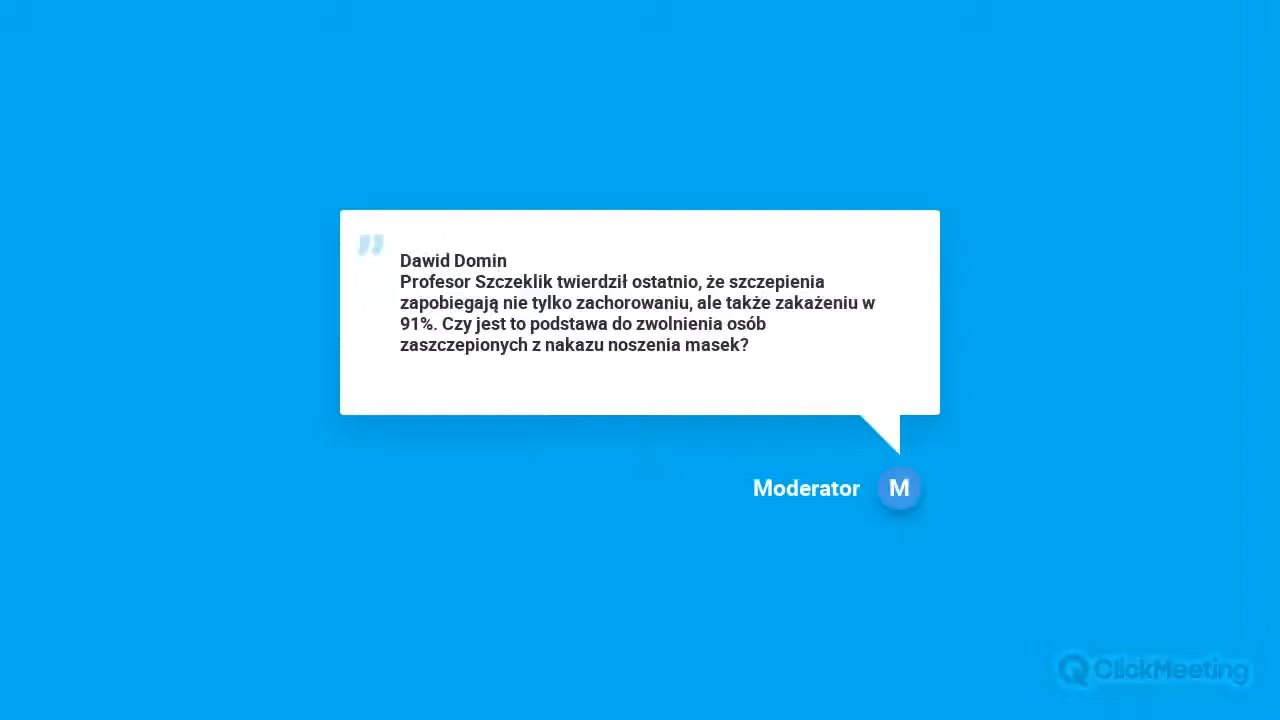 Dawid Domin
Profesor Szczeklik twierdził ostatnio, że szczepienia
zapobiegają nie tylko zachorowaniu, ale także zakażeniu w
91%. Czy jest to podstawa do zwolnienia osób
zaszczepionych z nakazu noszenia masek?
Moderator M
ClickMeeting